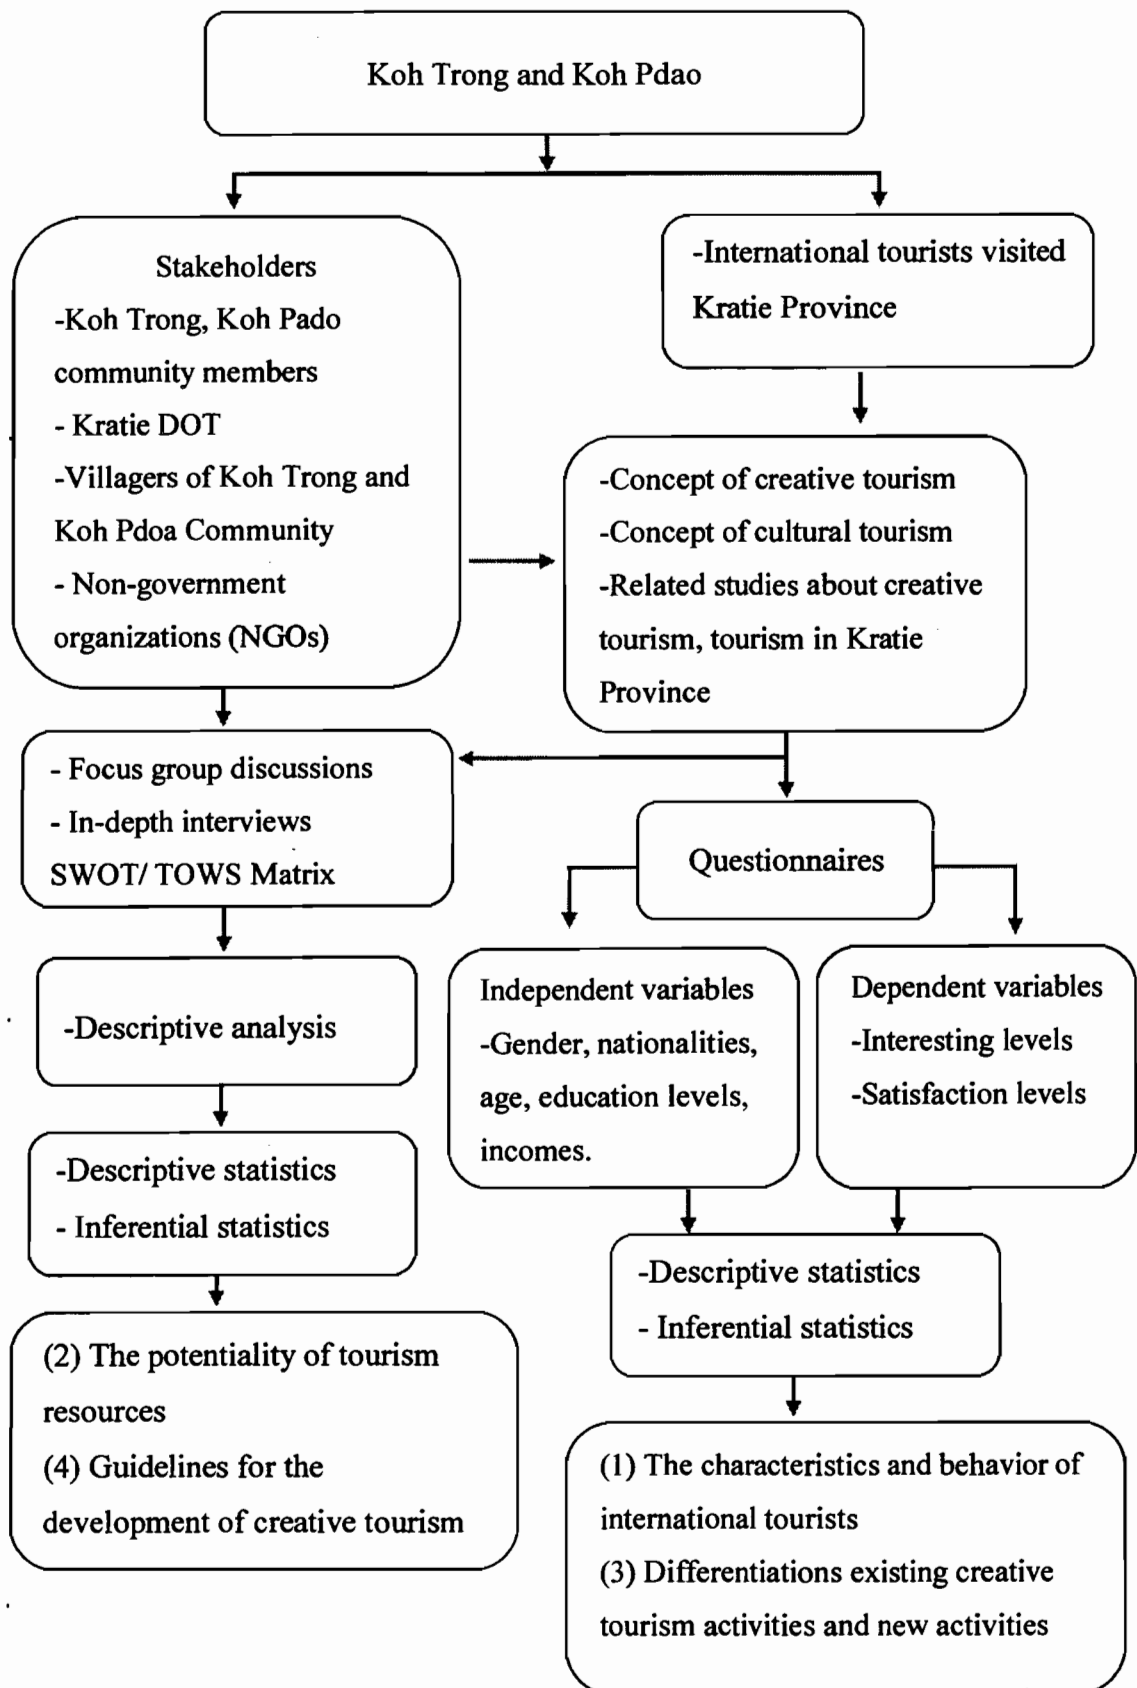 Koh Trong and Koh Pdao
Stakeholders
-Koh Trong, Koh Pado
community members
- Kratie DOT
-Villagers of Koh Trong and
Koh Pdoa Community
- Non-government
organizations (NGOs)
-International tourists visited
Kratie Province
-Concept of creative tourism
-Concept of cultural tourism
-Related studies about creative
tourism, tourism in Kratie
Province
- Focus group discussions
- In-depth interviews
SWOT/ TOWS Matrix
Questionnaires
-Descriptive analysis
Independent variables
-Gender, nationalities,
age, education levels,
incomes.
Dependent variables
-Interesting levels
-Satisfaction levels
-Descriptive statistics
- Inferential statistics
-Descriptive statistics
- Inferential statistics
(2) The potentiality of tourism
resources
(4) Guidelines for the
development of creative tourism
(1) The characteristics and behavior of
international tourists
(3) Differentiations existing creative
tourism activities and new activities